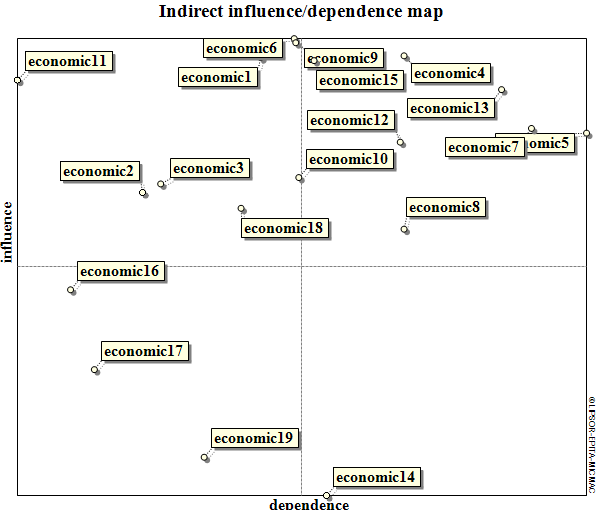 Indirect influence/dependence map
economic6
economic9
economic11
economic1
economic15
economic4
economic13
economic12
economic7
omic5
economic10
economic2
economic3
economic8
economic18
influence
economic16
economic17
economic19
economic14
dependence
@LIPSOR-EPITA-MICMAC